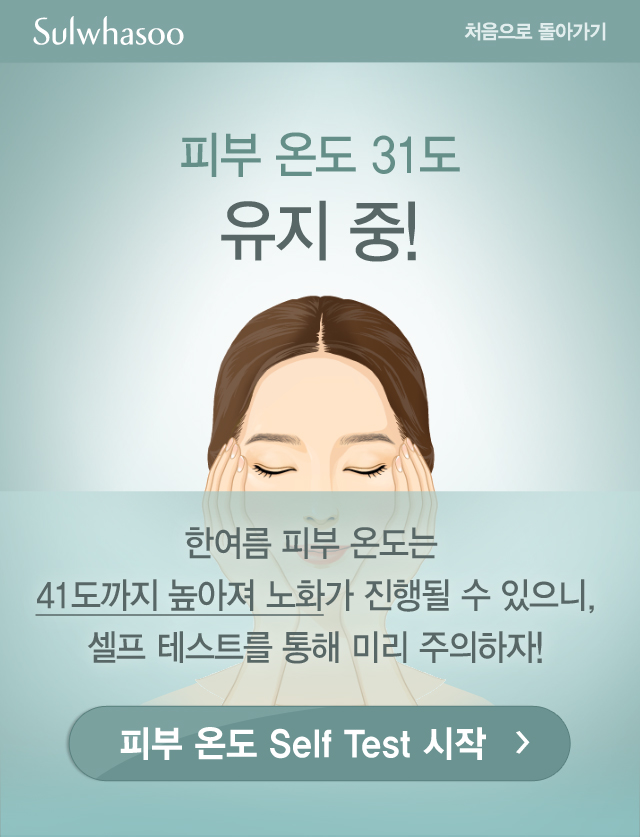 Sulwhasoo
처음으로 돌아가기
피부 온도 31도
유지 중!
한여름 피부 온도는
41도까지 높아져 노화가 진행될 수 있으니,
셀프 테스트를 통해 미리 주의하자!
피부 온도 Self Test 시작 >